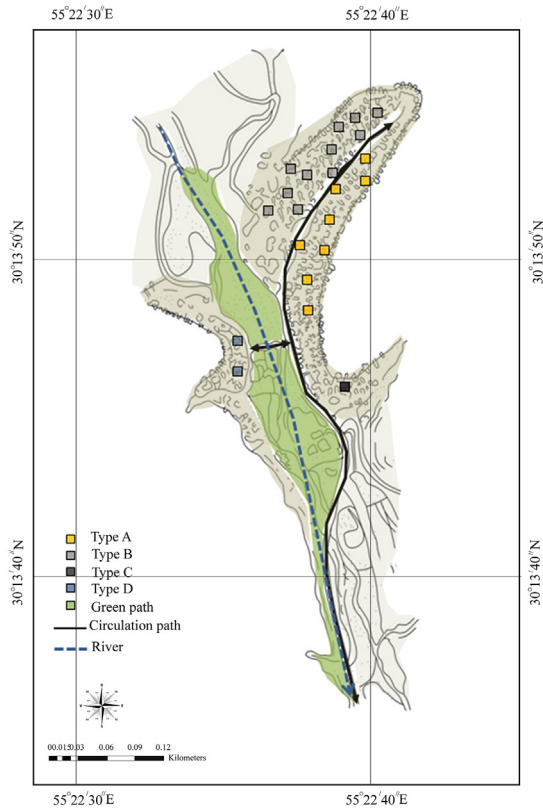 55°22′30″E 55°22′40″E
30°13′50″N 30°13′50″N
30°13′40″N 30°13′40″N
Type A
Type B
Type C
Type D
Green path
Circulation path
River
00.0150.03 0.06 0.09 0.12
Kilometers
55°22′30″E 55°22′40″E